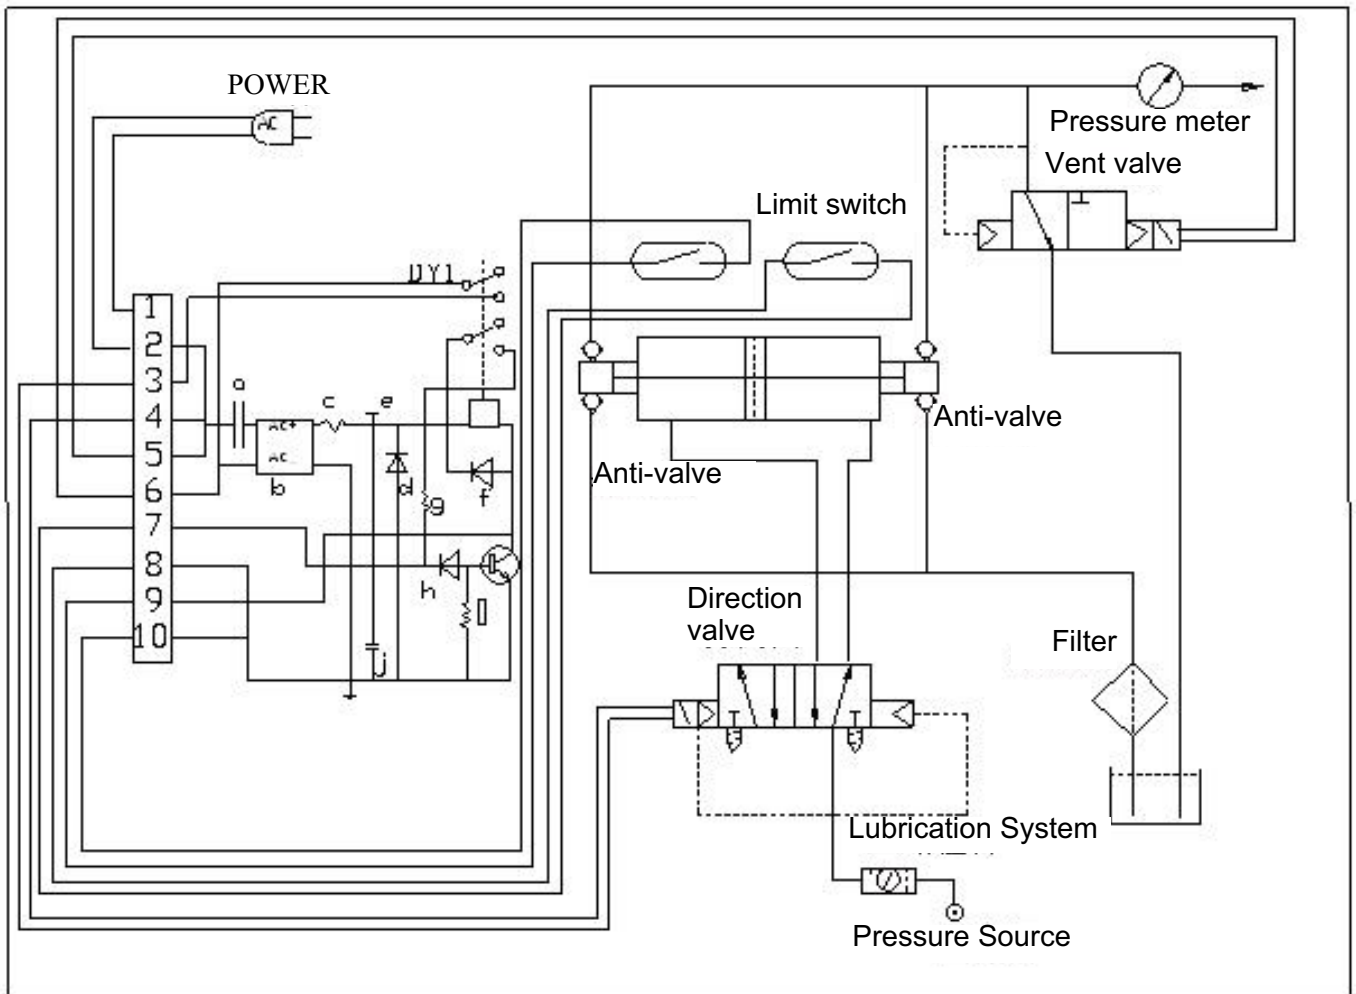 POWER
AC
Pressure meter
Vent valve
Limit switch
DY1
1
2
3
4
5
6
7
8
9
10
a
c
e
AC+
AC
b
d
f
g
h
j
Anti-valve
Anti-valve
Direction
valve
Filter
Lubrication System
Pressure Source